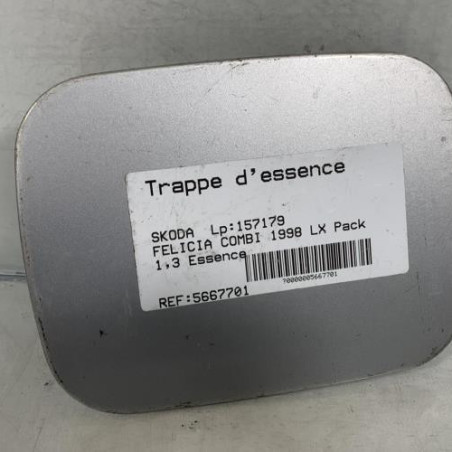 Trappe d'essence
SKODA Lp:157179
FELICIA COMBI 1998 LX Pack
1,3 Essence
70000005667701
REF:5667701